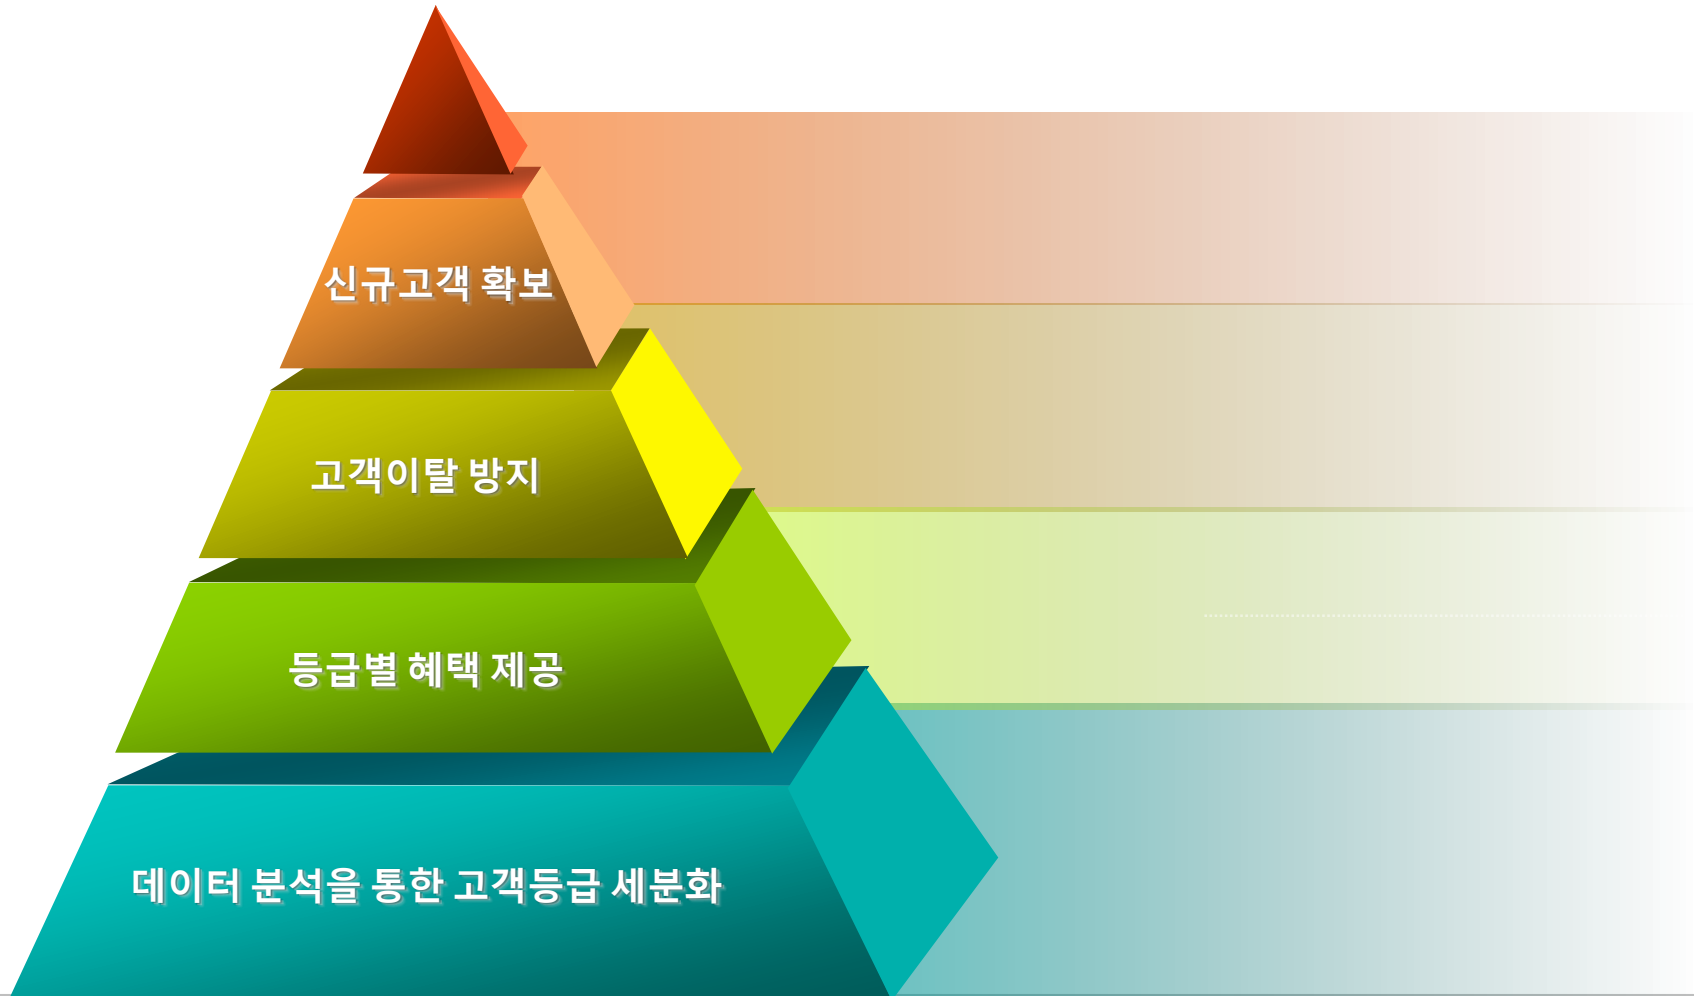 신규고객 확보
고객이탈 방지
등급별 혜택 제공
데이터 분석을 통한 고객등급 세분화